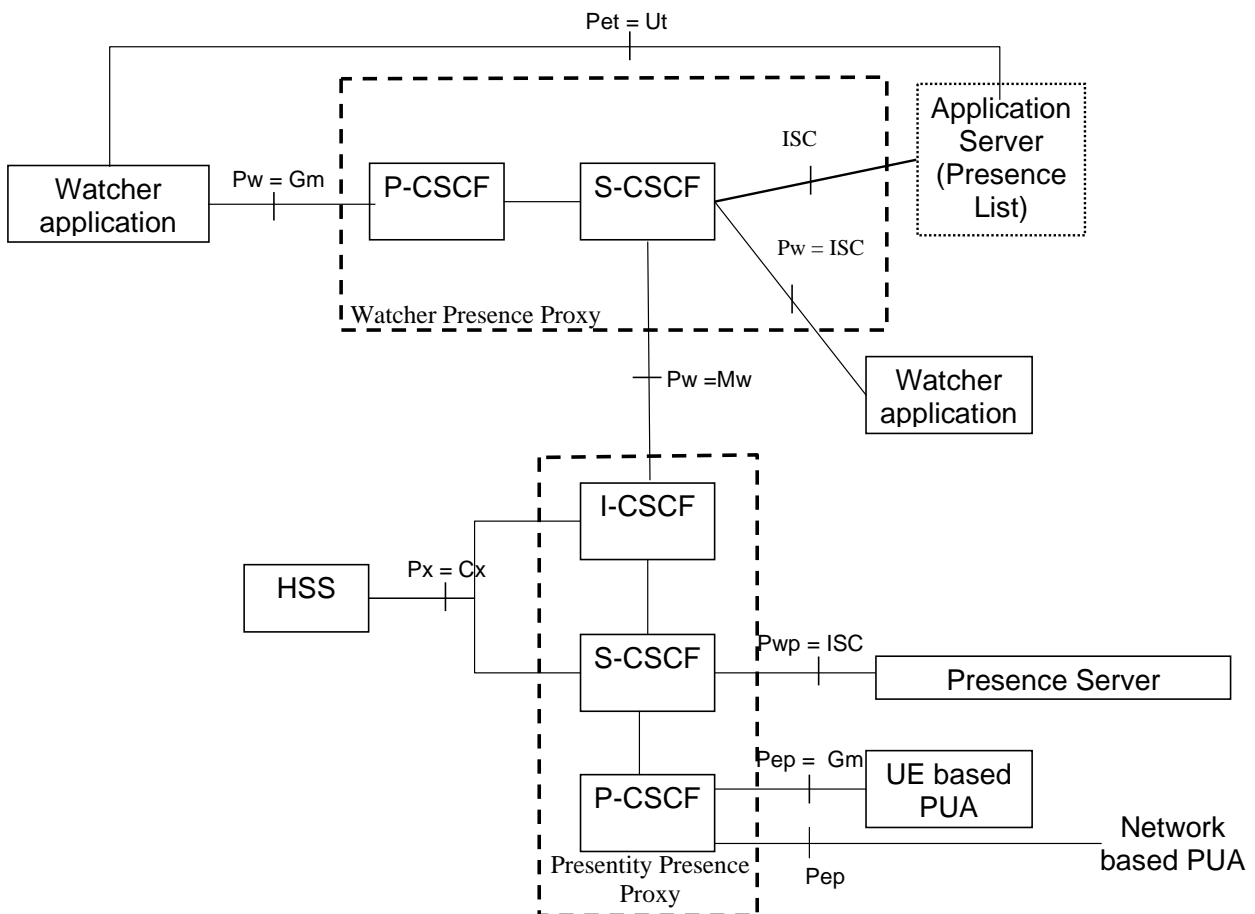 Pet = Ut
Application
Server
(Presence
List)
ISC
Watcher
application
Pw = Gm
P-CSCF
S-CSCF
Pw = ISC
Watcher Presence Proxy
Pw =Mw
Watcher
application
I-CSCF
HSS
Px = Cx
S-CSCF
Pwp = ISC
Presence Server
P-CSCF
Pep = Gm
UE based
PUA
Network
based PUA
Pep
Presentity Presence
Proxy